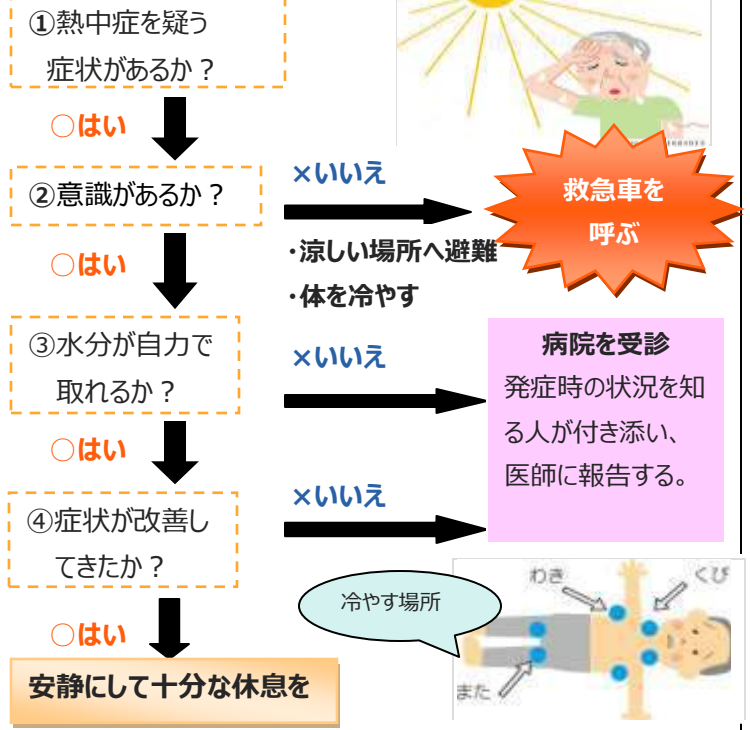 ①熱中症を疑う
症状があるか？
○はい
②意識があるか？
×いいえ
救急車を
呼ぶ
・涼しい場所へ避難
・体を冷やす
○はい
③水分が自力で
取れるか？
×いいえ
病院を受診
発症時の状況を知
る人が付き添い、
医師に報告する。
○はい
④症状が改善し
てきたか？
×いいえ
冷やす場所
わき
くび
また
○はい
安静にして十分な休息を